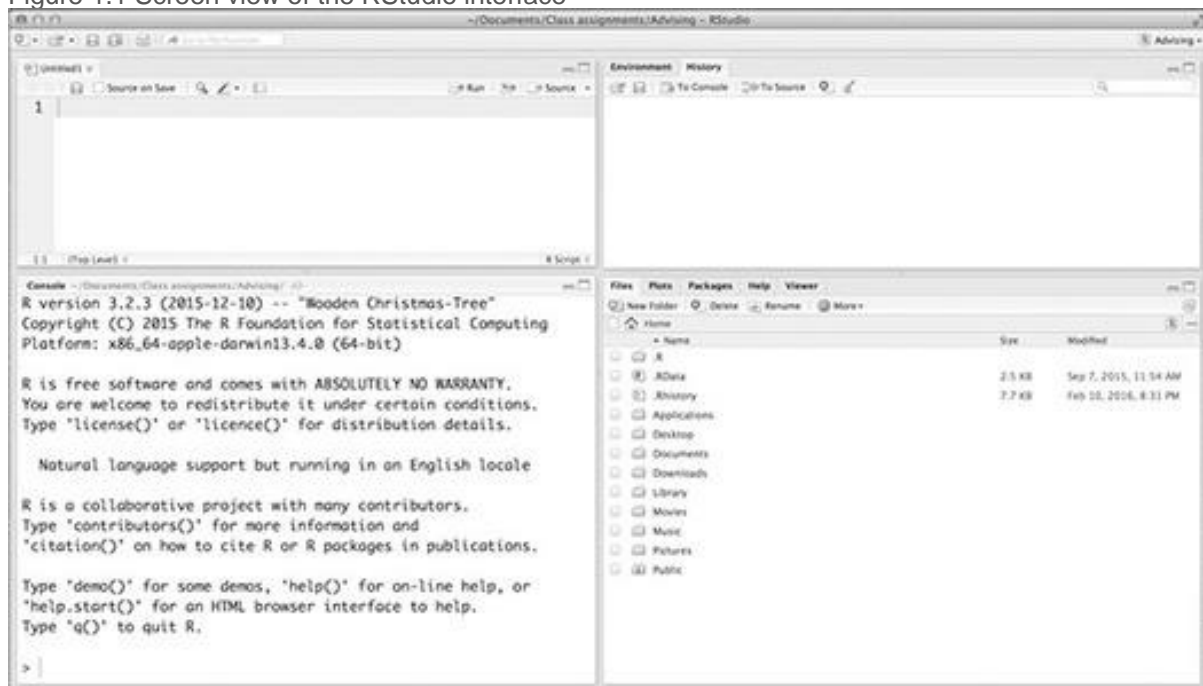 Figure 1.1 Screen view of the RStudio interface
~/Documents/Class assignments/Advising - RStudio
Advising
Untitled1
Source on Save
Run
Source
1
1:1
(Top Level)
R Script
Environment History
To Console To Source
Console ~/Documents/Class assignments/Advising/
R version 3.2.3 (2015-12-10) -- "Wooden Christmas-Tree"
Copyright (C) 2015 The R Foundation for Statistical Computing
Platform: x86_64-apple-darwin13.4.0 (64-bit)
R is free software and comes with ABSOLUTELY NO WARRANTY.
You are welcome to redistribute it under certain conditions.
Type 'license()' or 'licence()' for distribution details.
Natural language support but running in an English locale
R is a collaborative project with many contributors.
Type 'contributors()' for more information and
'citation()' on how to cite R or R packages in publications.
Type 'demo()' for some demos, 'help()' for on-line help, or
'help.start()' for an HTML browser interface to help.
Type 'q()' to quit R.
>
Files Plots Packages Help Viewer
New Folder Delete Rename More
Home
Name Size Modified
.R
.RData 2.5 KB Sep 7, 2015, 11:54 AM
.Rhistory 7.7 KB Feb 10, 2016, 8:31 PM
Applications
Desktop
Documents
Downloads
Library
Movies
Music
Pictures
Public